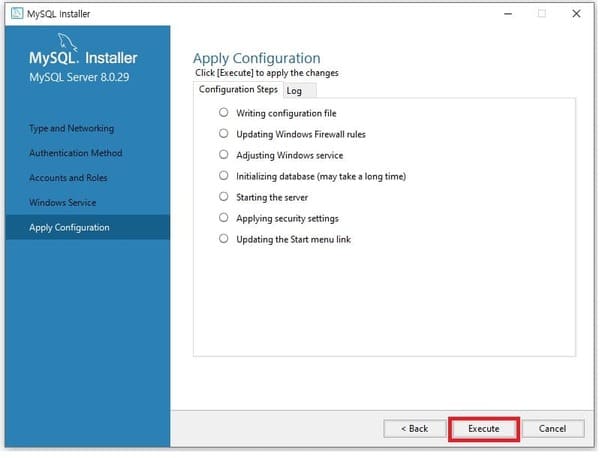 MySQL Installer
MySQL. Installer
MySQL Server 8.0.29
Type and Networking
Authentication Method
Accounts and Roles
Windows Service
Apply Configuration
Apply Configuration
Click [Execute] to apply the changes
Configuration Steps Log
Writing configuration file
Updating Windows Firewall rules
Adjusting Windows service
Initializing database (may take a long time)
Starting the server
Applying security settings
Updating the Start menu link
< Back Execute Cancel